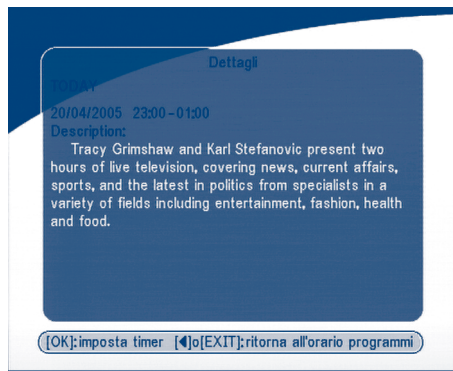 Dettagli
TODAY
20/04/2005 23:00-01:00
Description:
Tracy Grimshaw and Karl Stefanovic present two
hours of live television, covering news, current affairs,
sports, and the latest in politics from specialists in a
variety of fields including entertainment, fashion, health
and food.
[OK]:imposta timer [◀]o[EXIT]:ritorna all'orario programmi